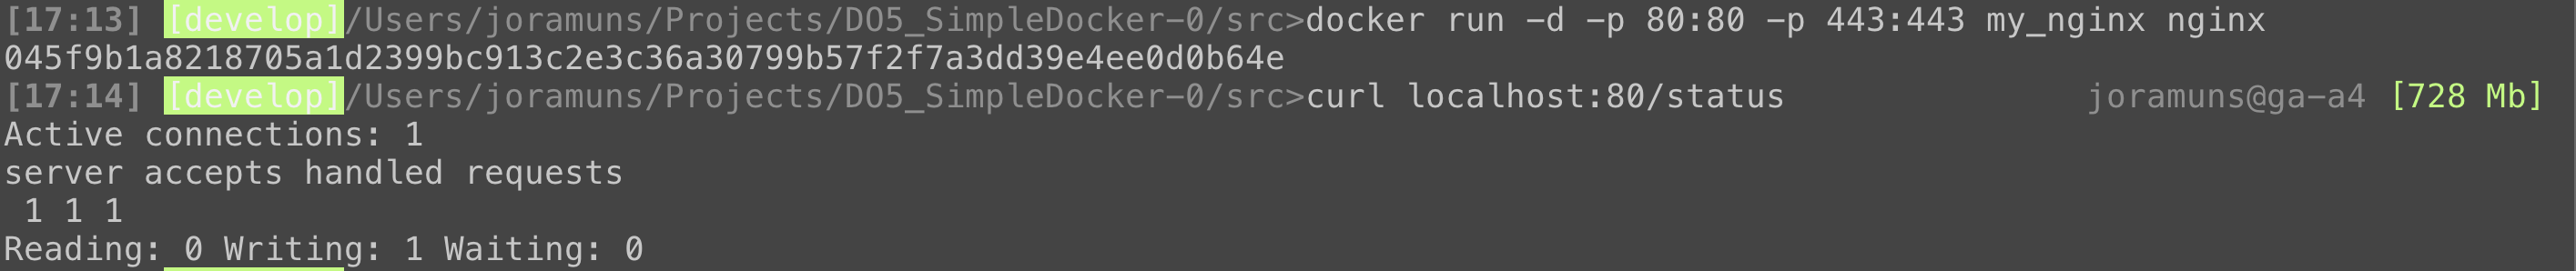 [17:13] [develop]/Users/joramuns/Projects/DO5_SimpleDocker-0/src>docker run -d -p 80:80 -p 443:443 my_nginx nginx
045f9b1a8218705a1d2399bc913c2e3c36a30799b57f2f7a3dd39e4ee0d0b64e
[17:14] [develop]/Users/joramuns/Projects/DO5_SimpleDocker-0/src>curl localhost:80/status joramuns@ga-a4 [728 Mb]
Active connections: 1
server accepts handled requests
 1 1 1
Reading: 0 Writing: 1 Waiting: 0